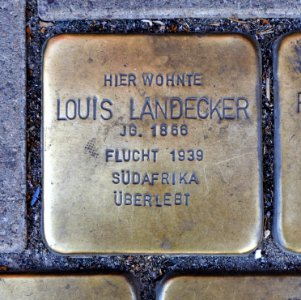 HIER WOHNTE
LOUIS LANDECKER
JG. 1866
FLUCHT 1939
SÜDAFRIKA
ÜBERLEBT